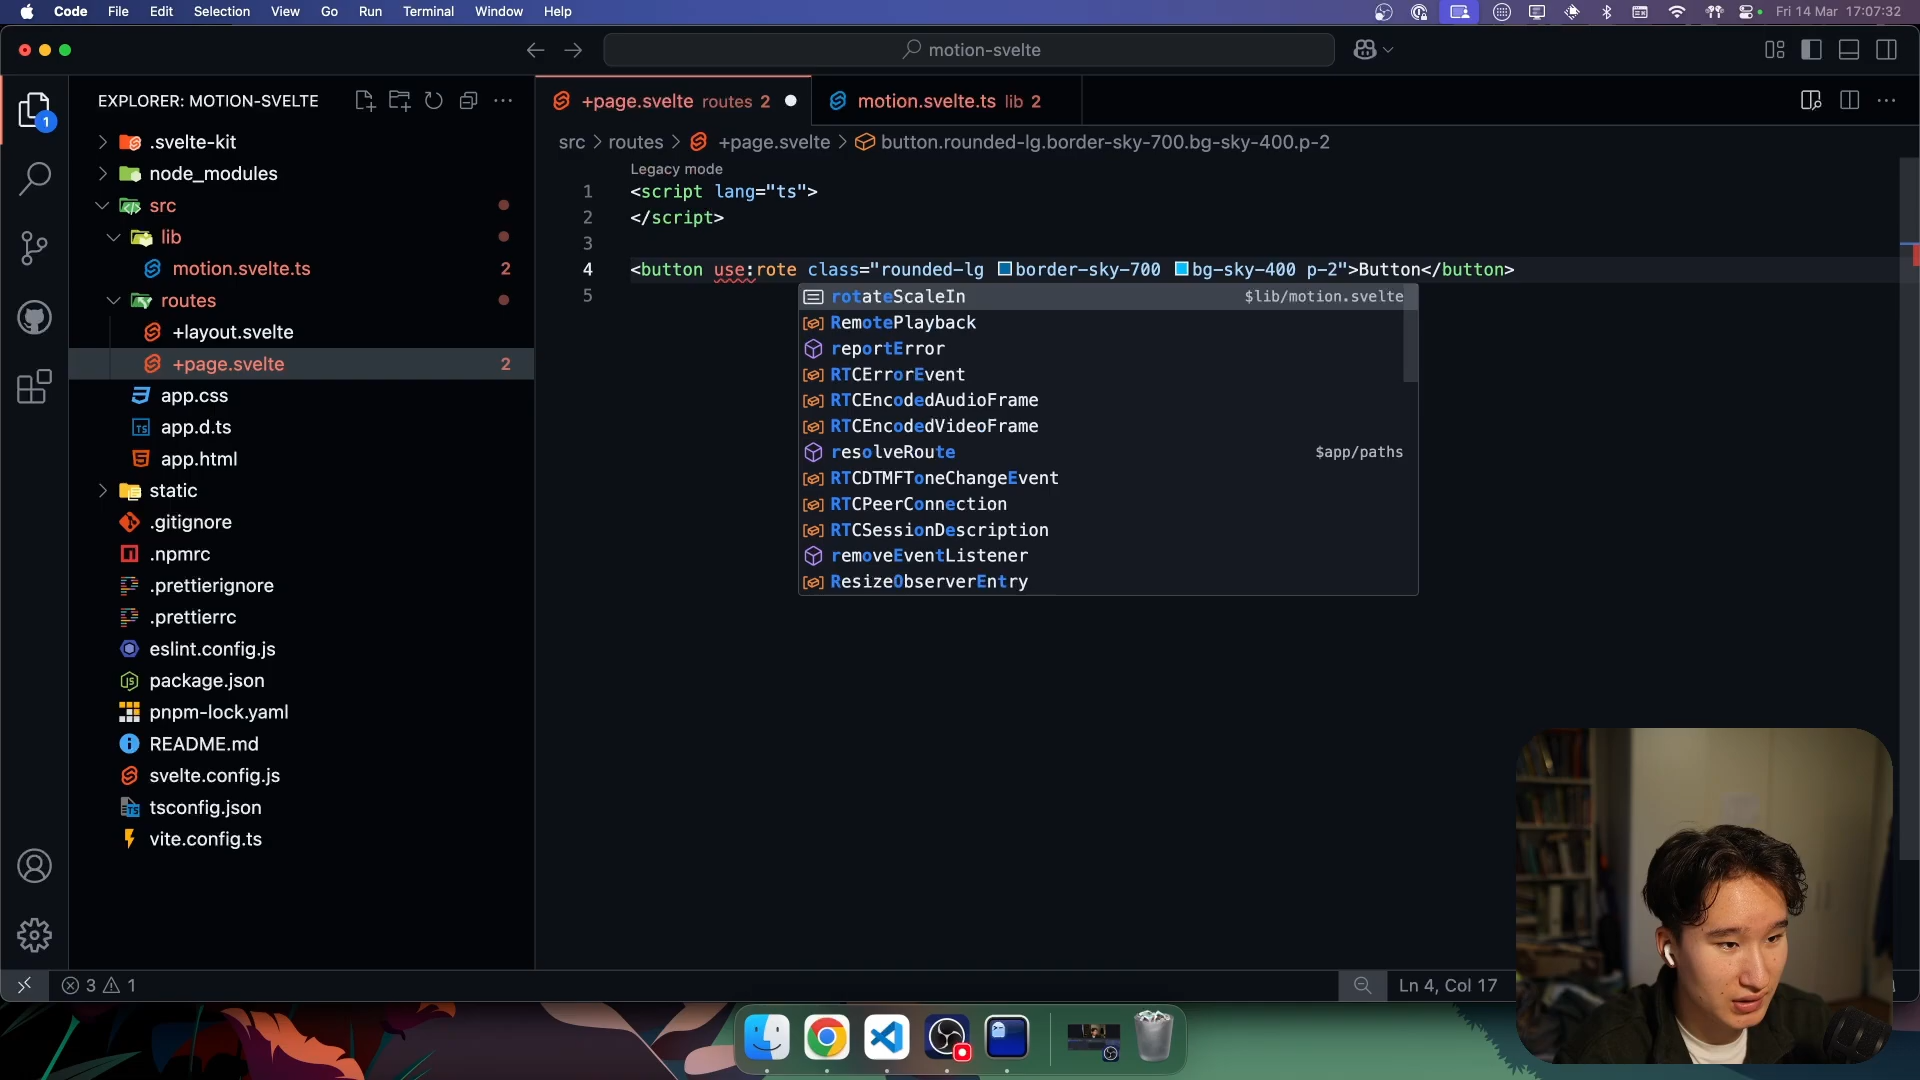 Code File Edit Selection View Go Run Terminal Window Help
Fri 14 Mar 17:07:32
motion-svelte
1
EXPLORER: MOTION-SVELTE
.svelte-kit
node_modules
src
lib
motion.svelte.ts 2
routes
+layout.svelte
+page.svelte 2
app.css
app.d.ts
app.html
static
.gitignore
.npmrc
.prettierignore
.prettierrc
eslint.config.js
package.json
pnpm-lock.yaml
README.md
svelte.config.js
tsconfig.json
vite.config.ts
+page.svelte routes 2
motion.svelte.ts lib 2
src > routes > +page.svelte > button.rounded-lg.border-sky-700.bg-sky-400.p-2
Legacy mode
1 <script lang="ts">
2 </script>
3
4 <button use:rote class="rounded-lg border-sky-700 bg-sky-400 p-2">Button</button>
5
rotateScaleIn $lib/motion.svelte
RemotePlayback
reportError
RTCErrorEvent
RTCEncodedAudioFrame
RTCEncodedVideoFrame
resolveRoute $app/paths
RTCDTMFToneChangeEvent
RTCPeerConnection
RTCSessionDescription
removeEventListener
ResizeObserverEntry
3 1
Ln 4, Col 17